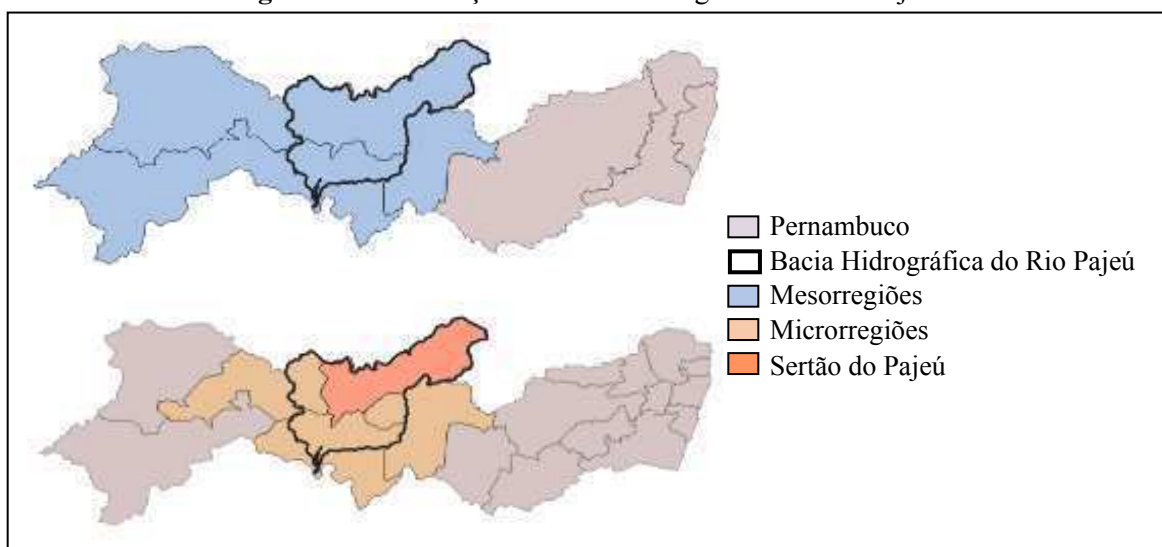 Pernambuco
Bacia Hidrográfica do Rio Pajeú
Mesorregiões
Microrregiões
Sertão do Pajeú